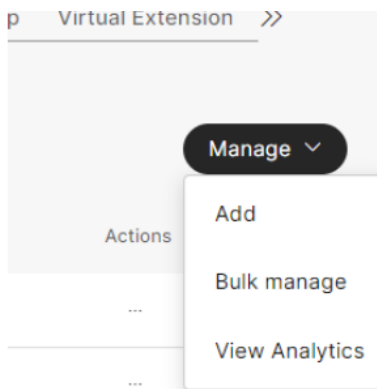 p Virtual Extension
Manage
Add
Actions
Bulk manage
...
View Analytics
...